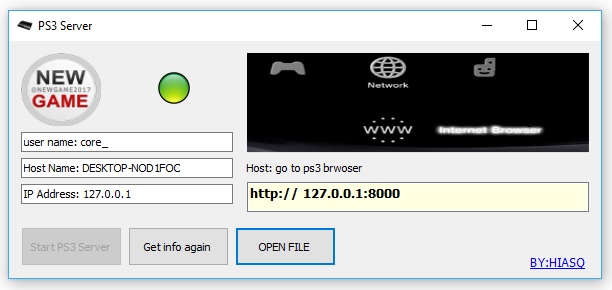 PS3 Server
NEW
@NEWGAME2017
GAME
Network
WWW
Internet Browser
user name: core_
Host Name: DESKTOP-NOD1FOC
IP Address: 127.0.0.1
Host: go to ps3 brwoser
http:// 127.0.0.1:8000
Start PS3 Server
Get info again
OPEN FILE
BY:HIASQ